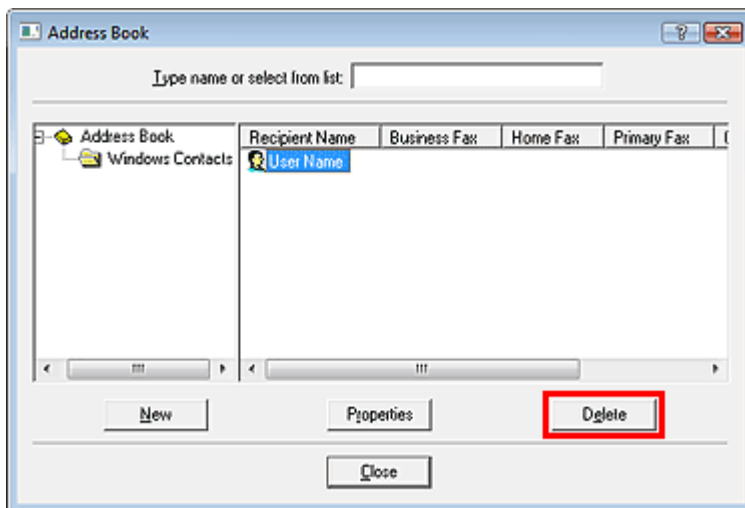 Address Book
Type name or select from list:
Address Book
Windows Contacts
Recipient Name Business Fax Home Fax Primary Fax
User Name
New Properties Delete
Close